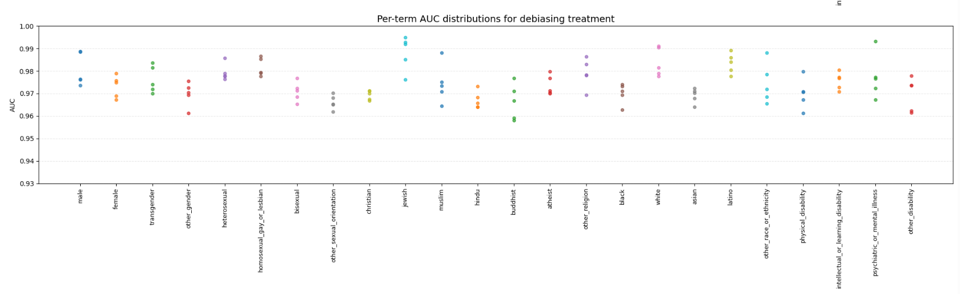 in
Per-term AUC distributions for debiasing treatment
1.00
0.99
0.98
0.97
0.96
0.95
0.94
0.93
AUC
male
female
transgender
other_gender
heterosexual
homosexual_gay_or_lesbian
bisexual
other_sexual_orientation
christian
jewish
muslim
hindu
buddhist
atheist
other_religion
black
white
asian
latino
other_race_or_ethnicity
physical_disability
intellectual_or_learning_disability
psychiatric_or_mental_illness
other_disability